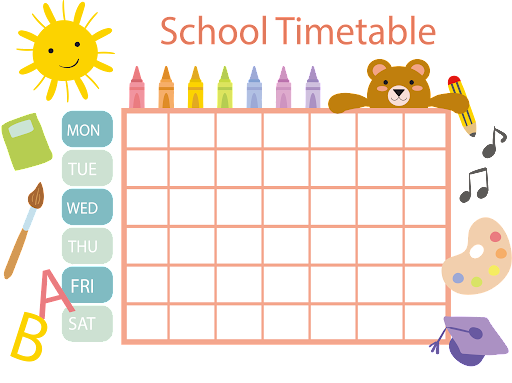 School Timetable
MON
TUE
WED
THU
FRI
SAT
A
B